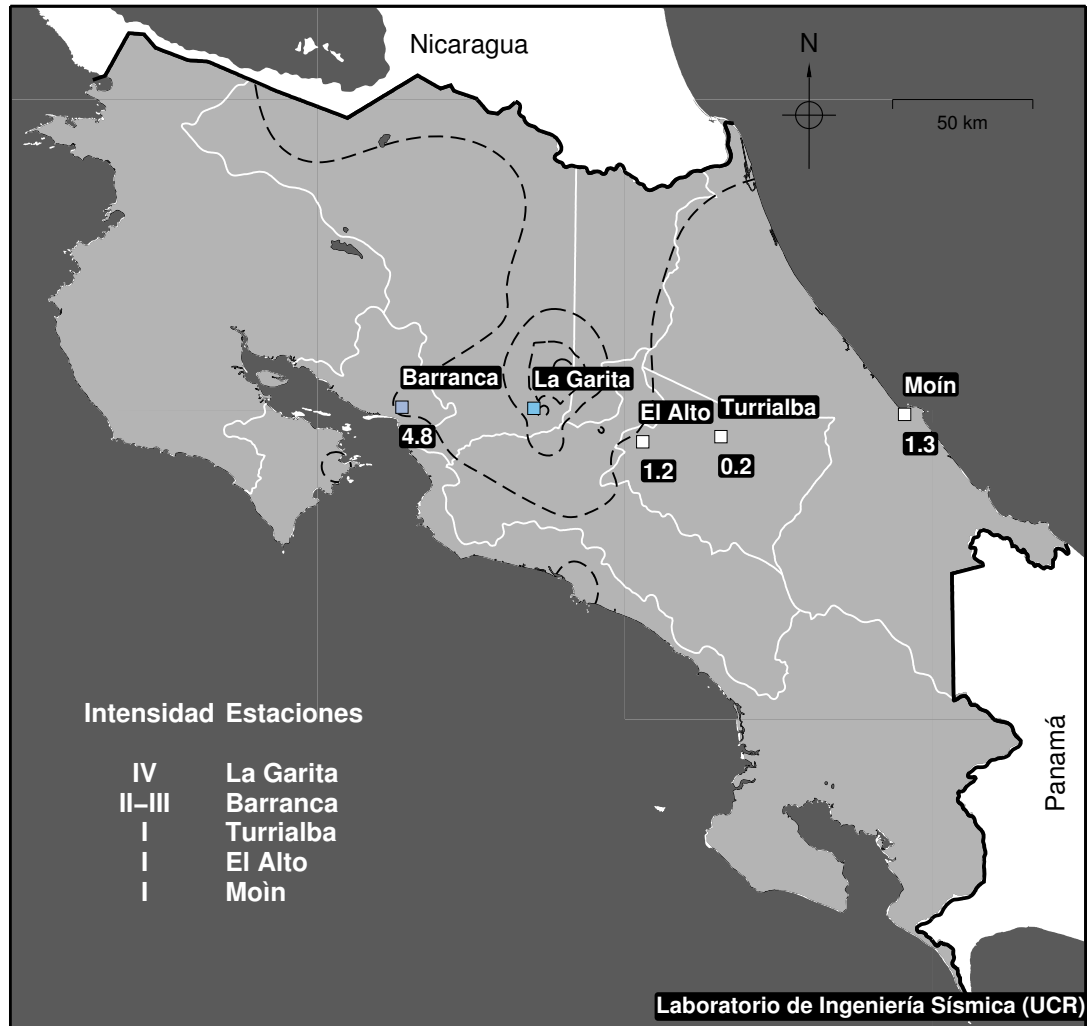 Nicaragua
N
50 km
Barranca
La Garita
Moín
El Alto
Turrialba
4.8
1.2
0.2
1.3
Intensidad Estaciones
IV La Garita
II–III Barranca
I Turrialba
I El Alto
I Moìn
Panamá
Laboratorio de Ingeniería Sísmica (UCR)